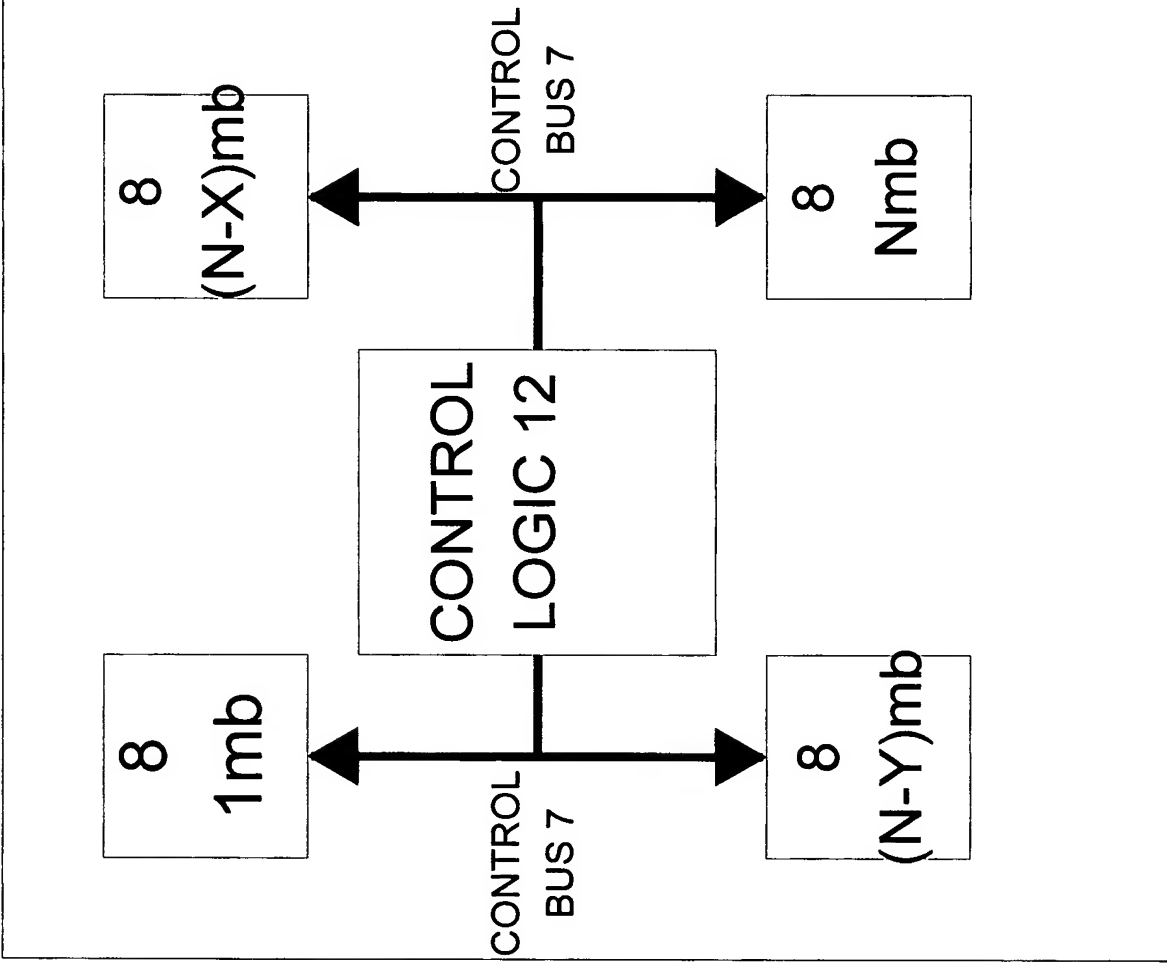 8
1mb
8
(N-X)mb
CONTROL
BUS 7
CONTROL
LOGIC 12
CONTROL
BUS 7
8
(N-Y)mb
8
Nmb